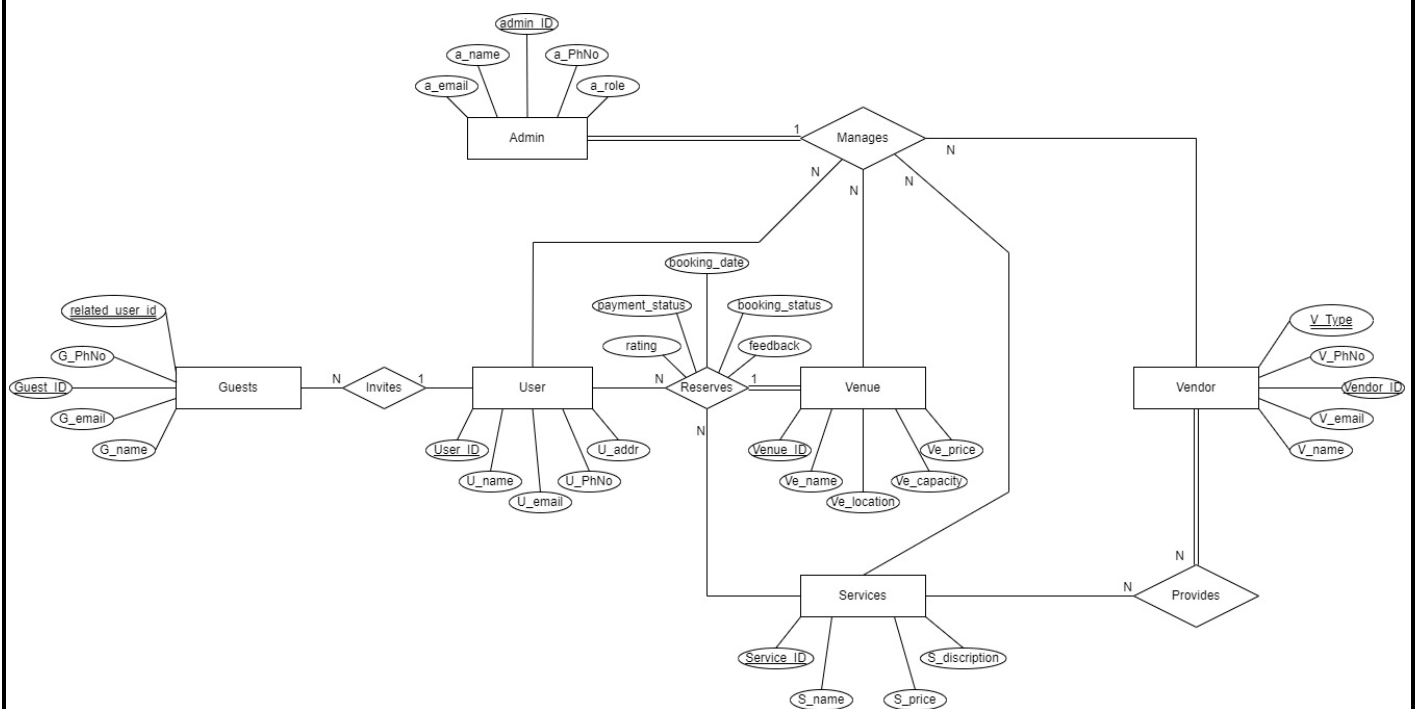 admin_ID
a_name
a_PhNo
a_email
a_role
Admin
1
Manages
N
N
N
N
booking_date
related_user_id
payment_status
booking_status
V_Type
rating
feedback
G_PhNo
V_PhNo
Guest_ID
Guests
N
Invites
1
User
N
Reserves
1
Venue
Vendor
Vendor_ID
G_email
V_email
N
G_name
User_ID
U_addr
Venue_ID
Ve_price
V_name
U_name
U_PhNo
Ve_name
Ve_capacity
U_email
Ve_location
N
N
Services
Provides
Service_ID
S_discription
S_name
S_price